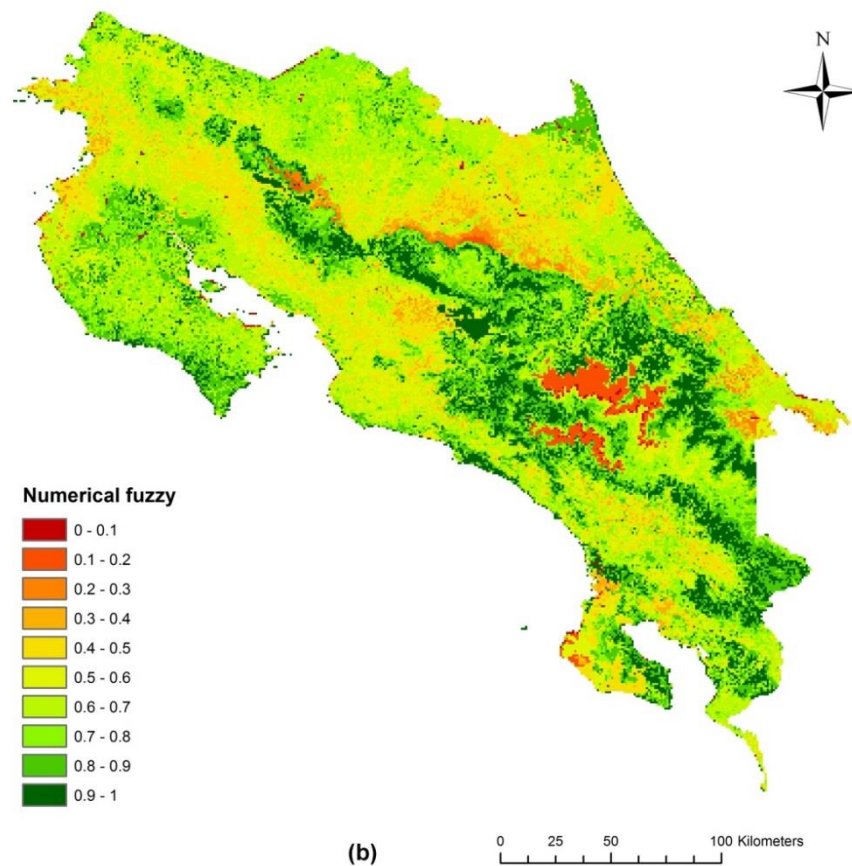 N
Numerical fuzzy
0 - 0.1
0.1 - 0.2
0.2 - 0.3
0.3 - 0.4
0.4 - 0.5
0.5 - 0.6
0.6 - 0.7
0.7 - 0.8
0.8 - 0.9
0.9 - 1
(b)
0 25 50 100 Kilometers